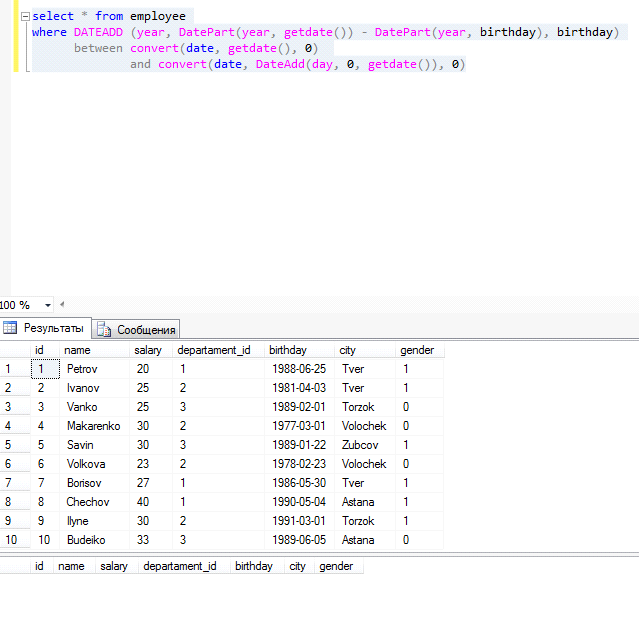 select * from employee
where DATEADD (year, DatePart(year, getdate()) - DatePart(year, birthday), birthday)
between convert(date, getdate(), 0)
and convert(date, DateAdd(day, 0, getdate()), 0)
100 %
Результаты Сообщения
id name salary departament_id birthday city gender
1 1 Petrov 20 1 1988-06-25 Tver 1
2 2 Ivanov 25 2 1981-04-03 Tver 1
3 3 Vanko 25 3 1989-02-01 Torzok 0
4 4 Makarenko 30 2 1977-03-01 Volochek 0
5 5 Savin 30 3 1989-01-22 Zubcov 1
6 6 Volkova 23 2 1978-02-23 Volochek 0
7 7 Borisov 27 1 1986-05-30 Tver 1
8 8 Chechov 40 1 1990-05-04 Astana 1
9 9 Ilyne 30 2 1991-03-01 Torzok 1
10 10 Budeiko 33 3 1989-06-05 Astana 0
id name salary departament_id birthday city gender